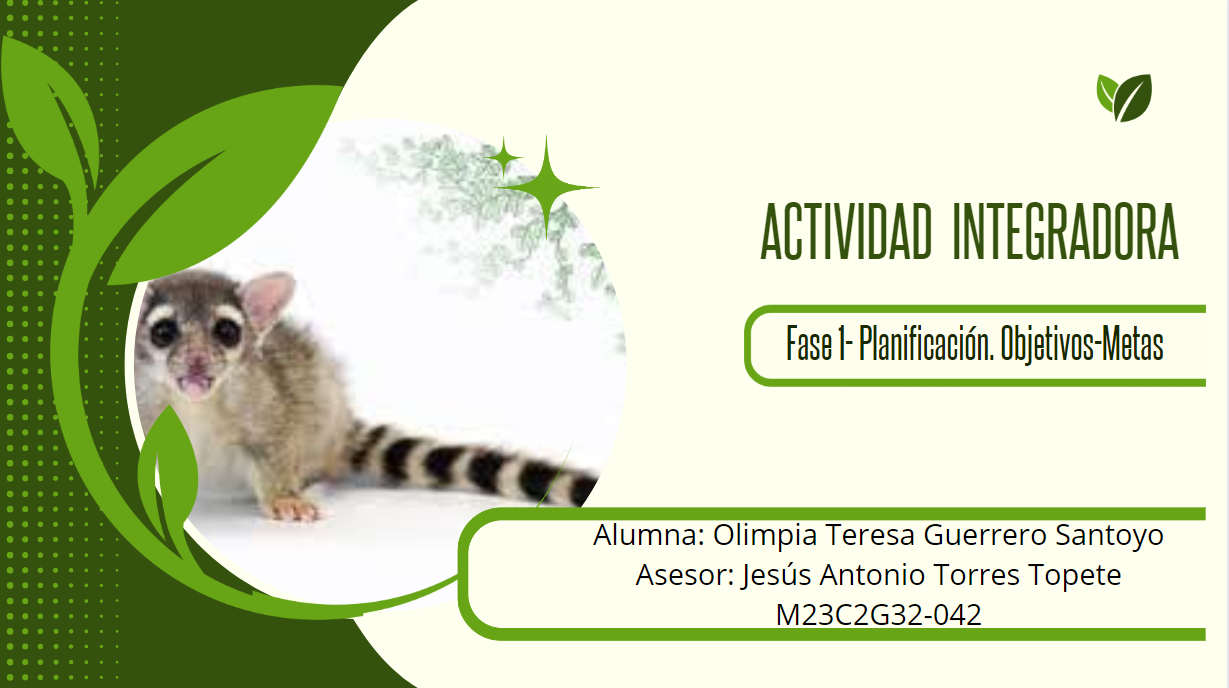 ACTIVIDAD INTEGRADORA
Fase 1- Planificación. Objetivos-Metas
Alumna: Olimpia Teresa Guerrero Santoyo
Asesor: Jesús Antonio Torres Topete
M23C2G32-042